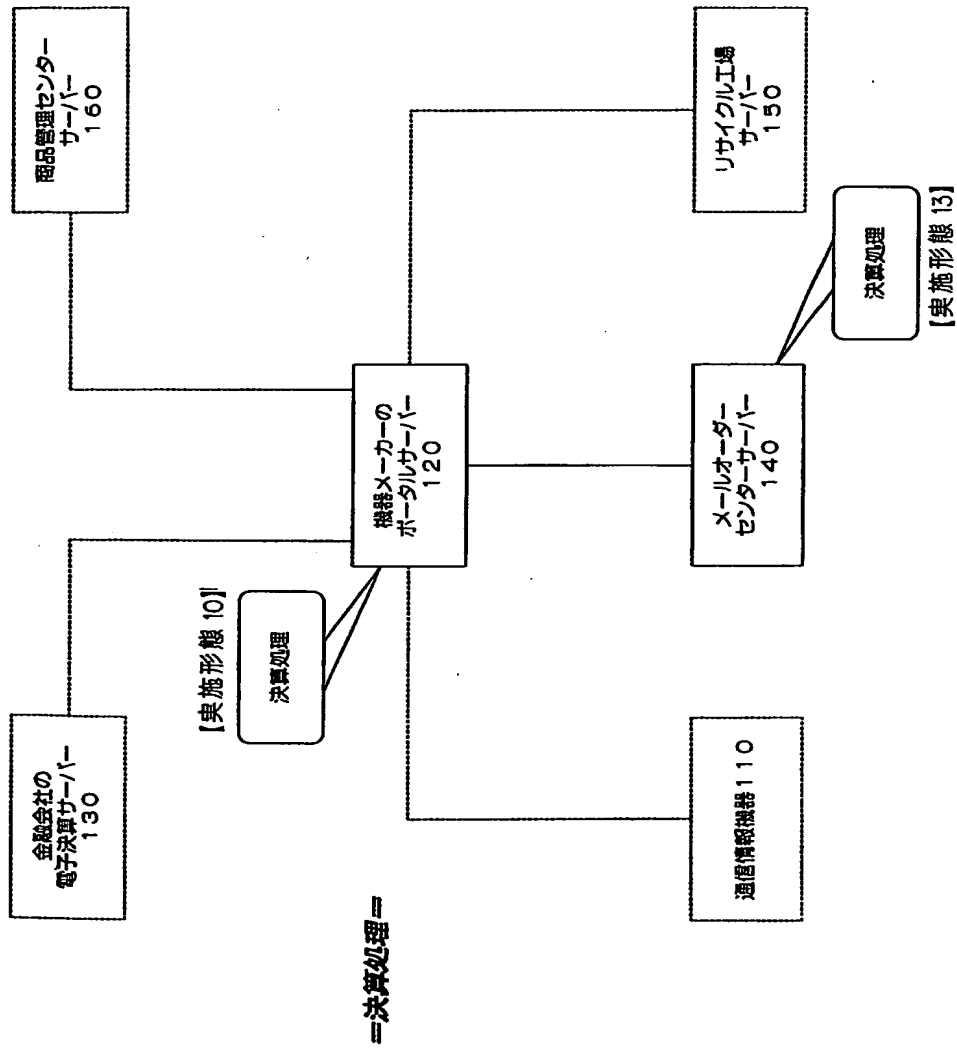 =決算処理=
金融会社の
電子決算サーバー
130
商品管理センター
サーバー
160
【実施形態 10】
決算処理
機器メーカーの
ポータルサーバー
120
通信情報機器110
メールオーダー
センターサーバー
140
リサイクル工場
サーバー
150
決算処理
【実施形態 13】